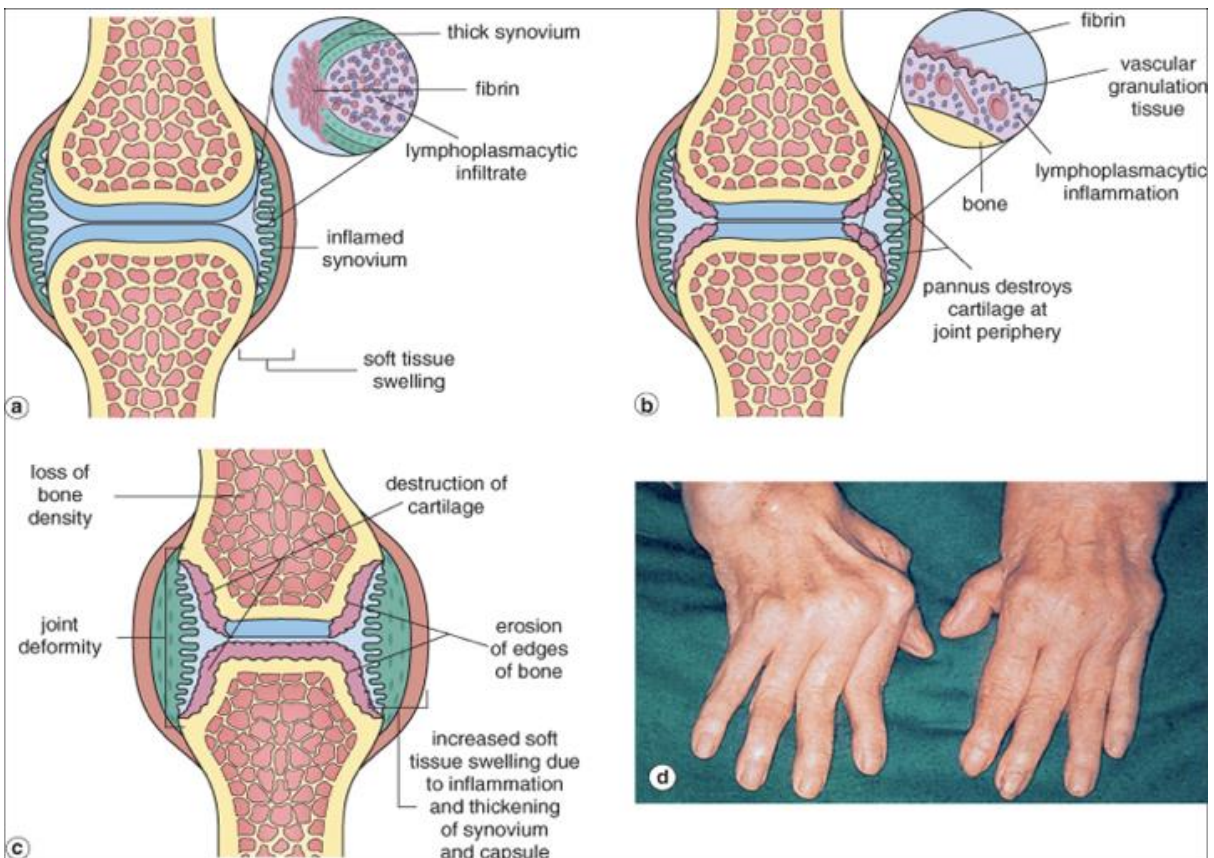 thick synovium
fibrin
lymphoplasmacytic
infiltrate
inflamed
synovium
soft tissue
swelling
a
fibrin
vascular
granulation
tissue
lymphoplasmacytic
inflammation
bone
pannus destroys
cartilage at
joint periphery
b
loss of
bone
density
destruction of
cartilage
joint
deformity
erosion
of edges
of bone
increased soft
tissue swelling due
to inflammation
and thickening
of synovium
and capsule
c
d